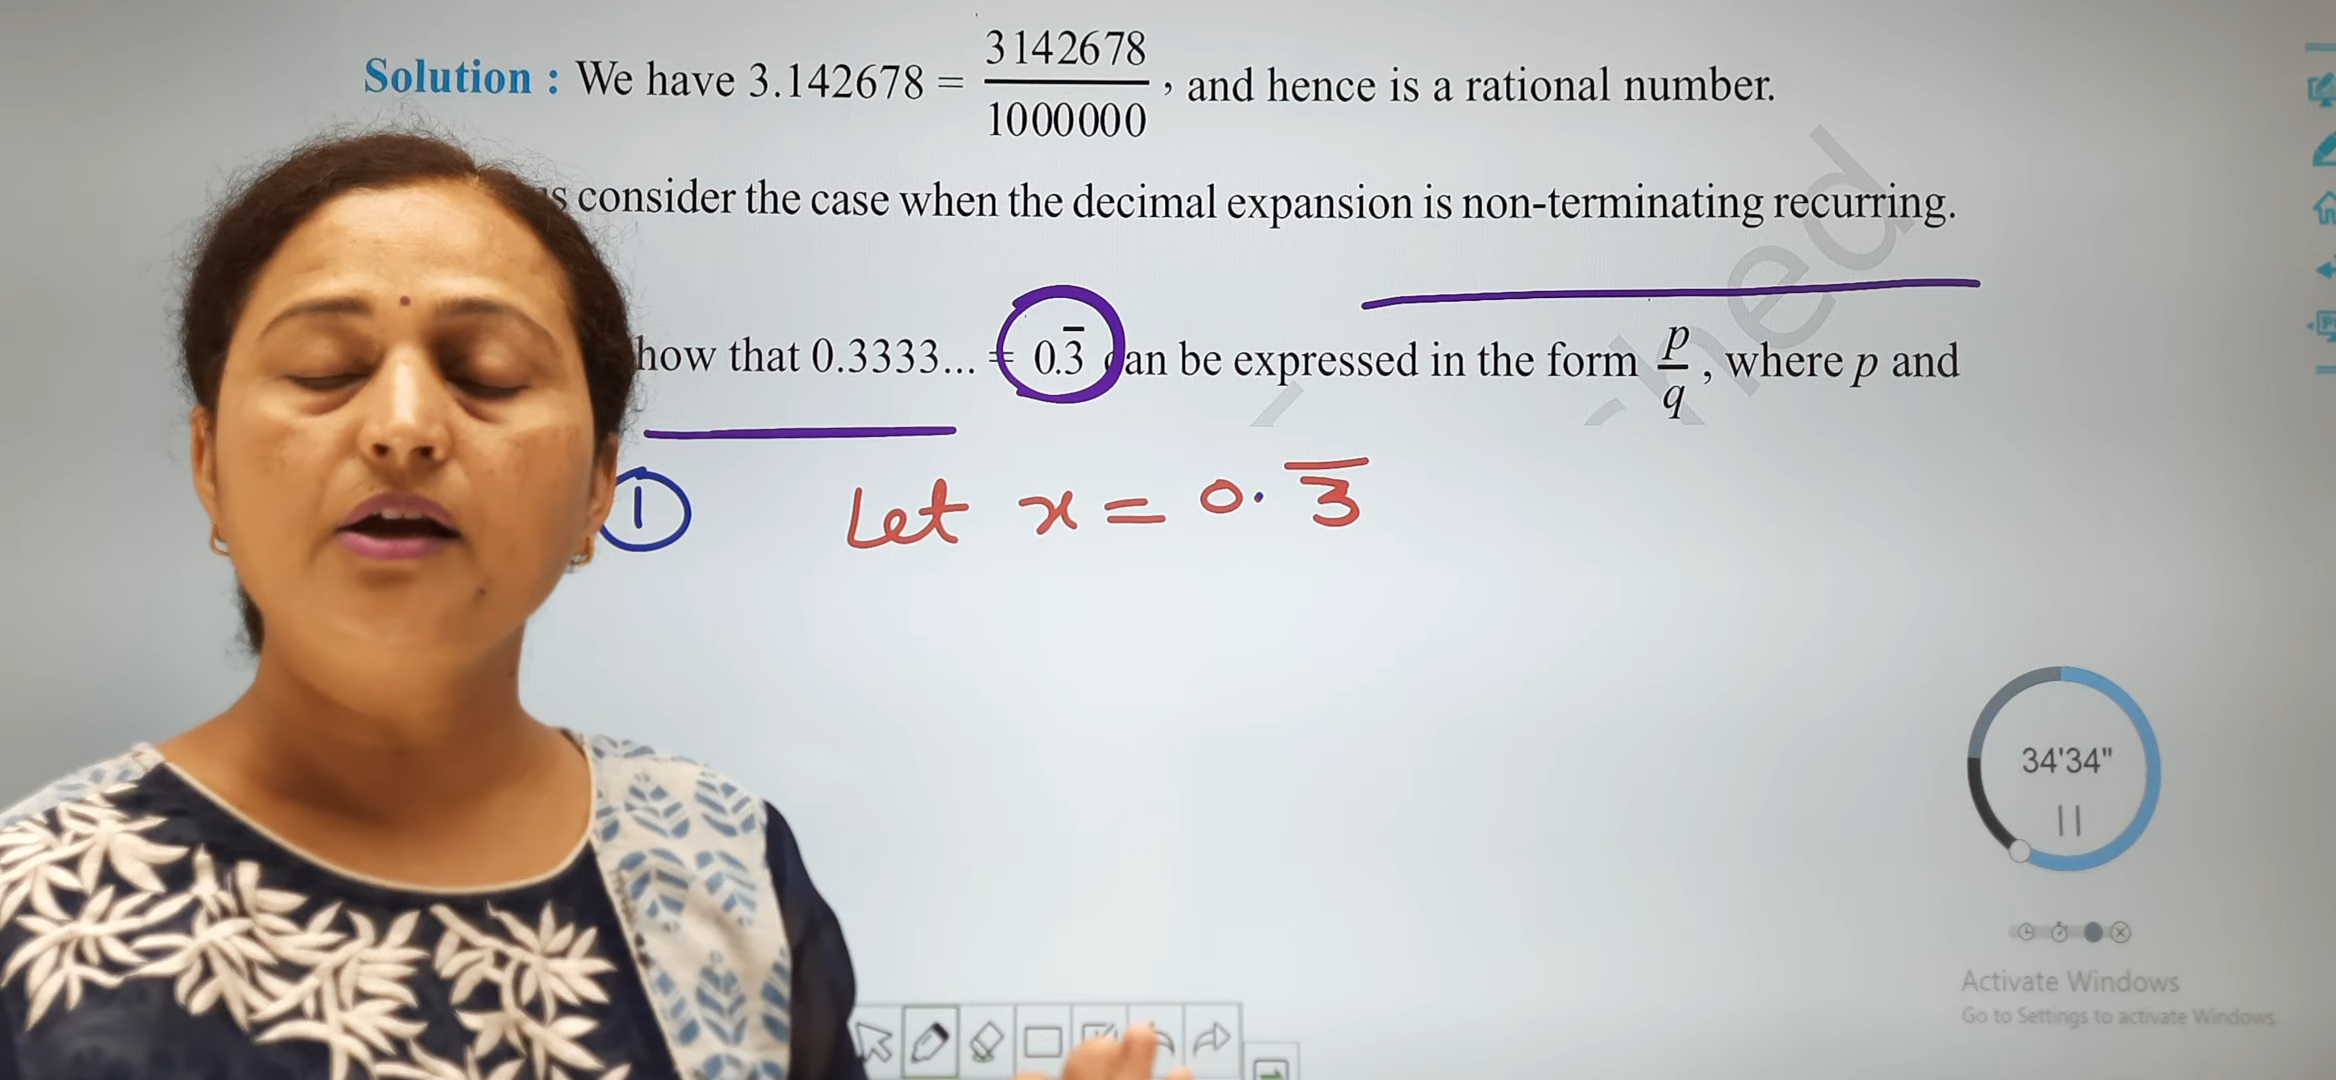 Solution : We have 3.142678 = 3142678/1000000 , and hence is a rational number.
consider the case when the decimal expansion is non-terminating recurring.
how that 0.3333... = 0.3̅ can be expressed in the form p/q , where p and
1 Let x = 0.3̅
34'34"
Activate Windows
Go to Settings to activate Windows.